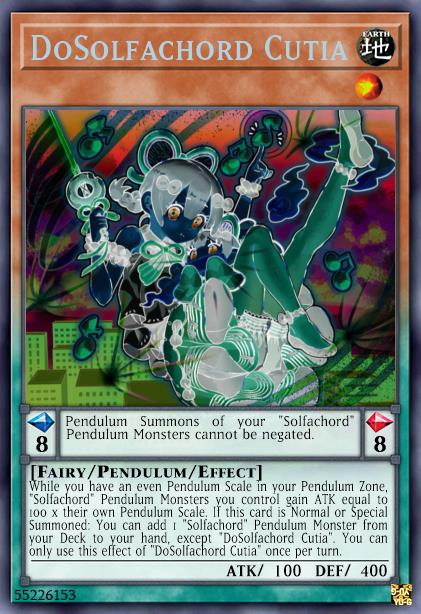 DoSolfachord Cutia
EARTH
地
Pendulum Summons of your "Solfachord"
Pendulum Monsters cannot be negated.
8
8
[Fairy/Pendulum/Effect]
While you have an even Pendulum Scale in your Pendulum Zone,
"Solfachord" Pendulum Monsters you control gain ATK equal to
100 x their own Pendulum Scale. If this card is Normal or Special
Summoned: You can add 1 "Solfachord" Pendulum Monster from
your Deck to your hand, except "DoSolfachord Cutia". You can
only use this effect of "DoSolfachord Cutia" once per turn.
ATK/ 100 DEF/ 400
55226153